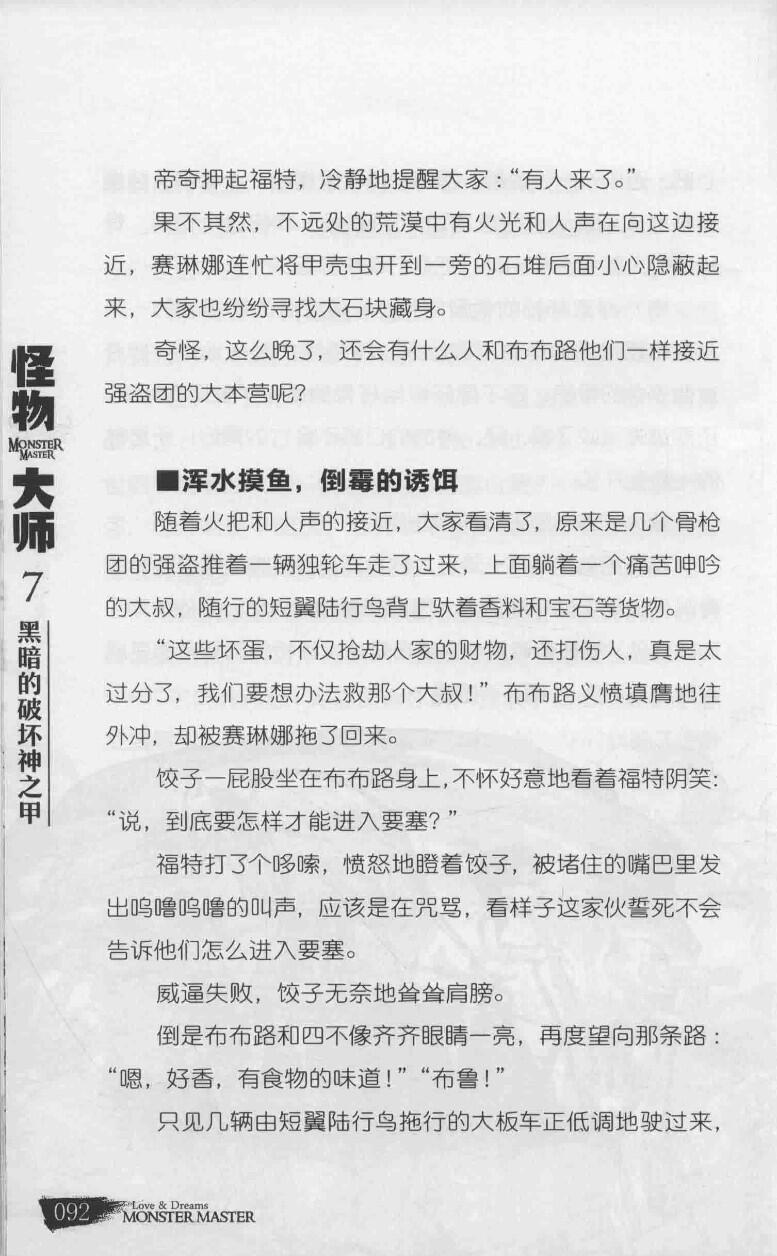 帝奇押起福特，冷静地提醒大家：“有人来了。”
果不其然，不远处的荒漠中有火光和人声在向这边接
近，赛琳娜连忙将甲壳虫开到一旁的石堆后面小心隐蔽起
来，大家也纷纷寻找大石块藏身。
奇怪，这么晚了，还会有什么人和布布路他们一样接近
强盗团的大本营呢？
■浑水摸鱼，倒霉的诱饵
随着火把和人声的接近，大家看清了，原来是几个骨枪
团的强盗推着一辆独轮车走了过来，上面躺着一个痛苦呻吟
的大叔，随行的短翼陆行鸟背上驮着香料和宝石等货物。
“这些坏蛋，不仅抢劫人家的财物，还打伤人，真是太
过分了，我们要想办法救那个大叔！”布布路义愤填膺地往
外冲，却被赛琳娜拖了回来。
饺子一屁股坐在布布路身上，不怀好意地看着福特阴笑：
“说，到底要怎样才能进入要塞？”
福特打了个哆嗦，愤怒地瞪着饺子，被堵住的嘴巴里发
出呜噜呜噜的叫声，应该是在咒骂，看样子这家伙誓死不会
告诉他们怎么进入要塞。
威逼失败，饺子无奈地耸耸肩膀。
倒是布布路和四不像齐齐眼睛一亮，再度望向那条路：
“嗯，好香，有食物的味道！”“布鲁！”
只见几辆由短翼陆行鸟拖行的大板车正低调地驶过来，
怪物
MONSTER
MASTER
大师
7
黑暗的破坏神之甲
092
Love & Dreams
MONSTER MASTER